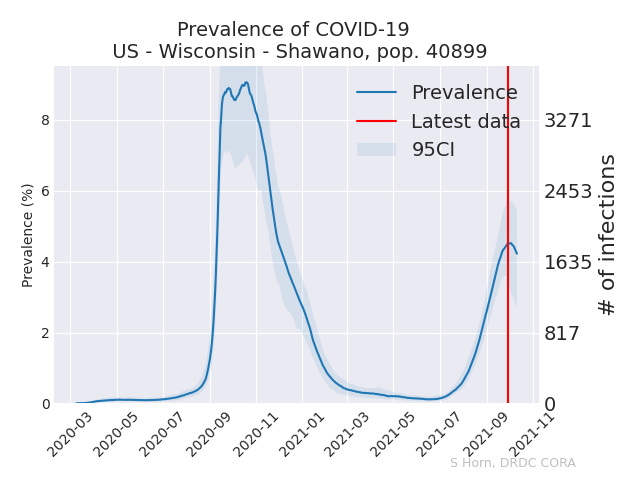 Prevalence of COVID-19
US - Wisconsin - Shawano, pop. 40899
Prevalence
Latest data
95CI
Prevalence (%)
8
6
4
2
0
3271
2453
1635
817
0
# of infections
2020-03
2020-05
2020-07
2020-09
2020-11
2021-01
2021-03
2021-05
2021-07
2021-09
2021-11
S Horn, DRDC CORA